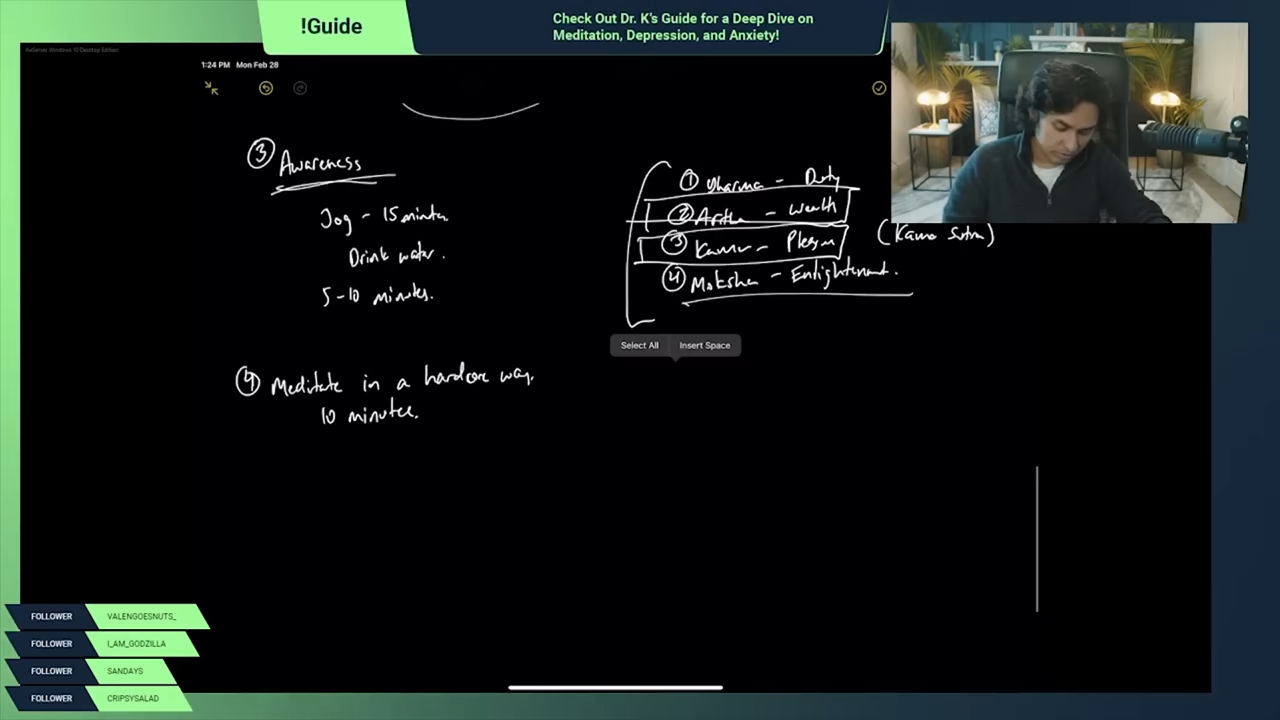 !Guide
Check Out Dr. K's Guide for a Deep Dive on
Meditation, Depression, and Anxiety!
1:24 PM Mon Feb 28
③ Awareness
Jog - 15 minutes
Drink water.
5-10 minutes.
④ Meditate in a hardcore way.
10 minutes.
① Dharma - Duty
② Artha - Wealth
③ Kama - Pleasure
(Kama Sutra)
④ Moksha - Enlightenment.
Select All Insert Space
FOLLOWER VALENGOESNUTS_
FOLLOWER I_AM_GODZILLA
FOLLOWER SANDAYS
FOLLOWER CRIPSYSALAD